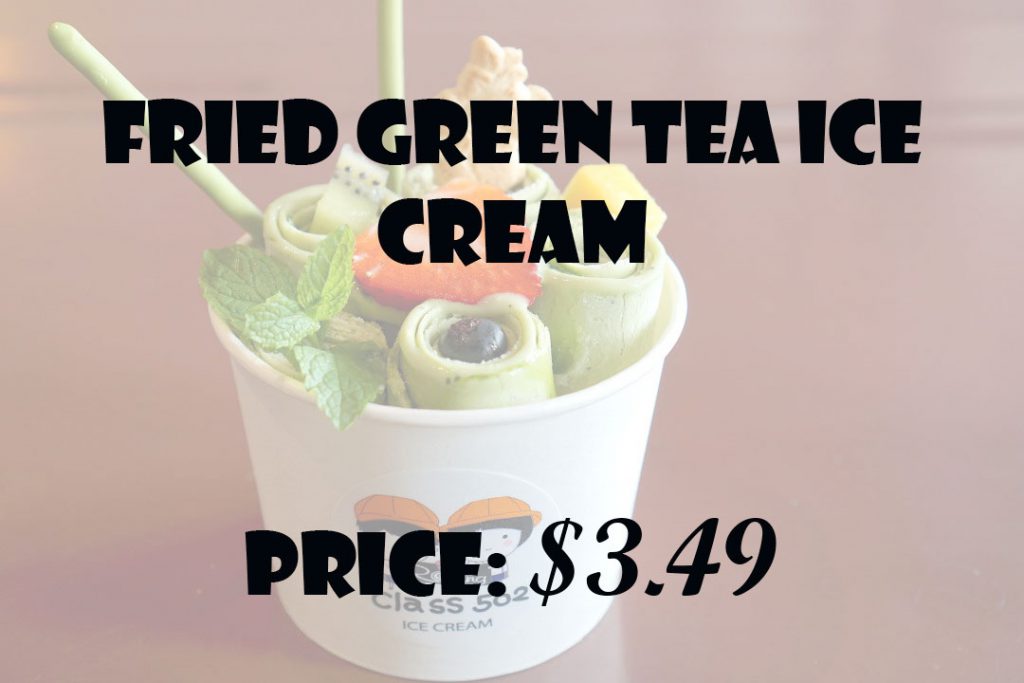 FRIED GREEN TEA ICE
CREAM
PRICE: $3.49
Class 502
ICE CREAM